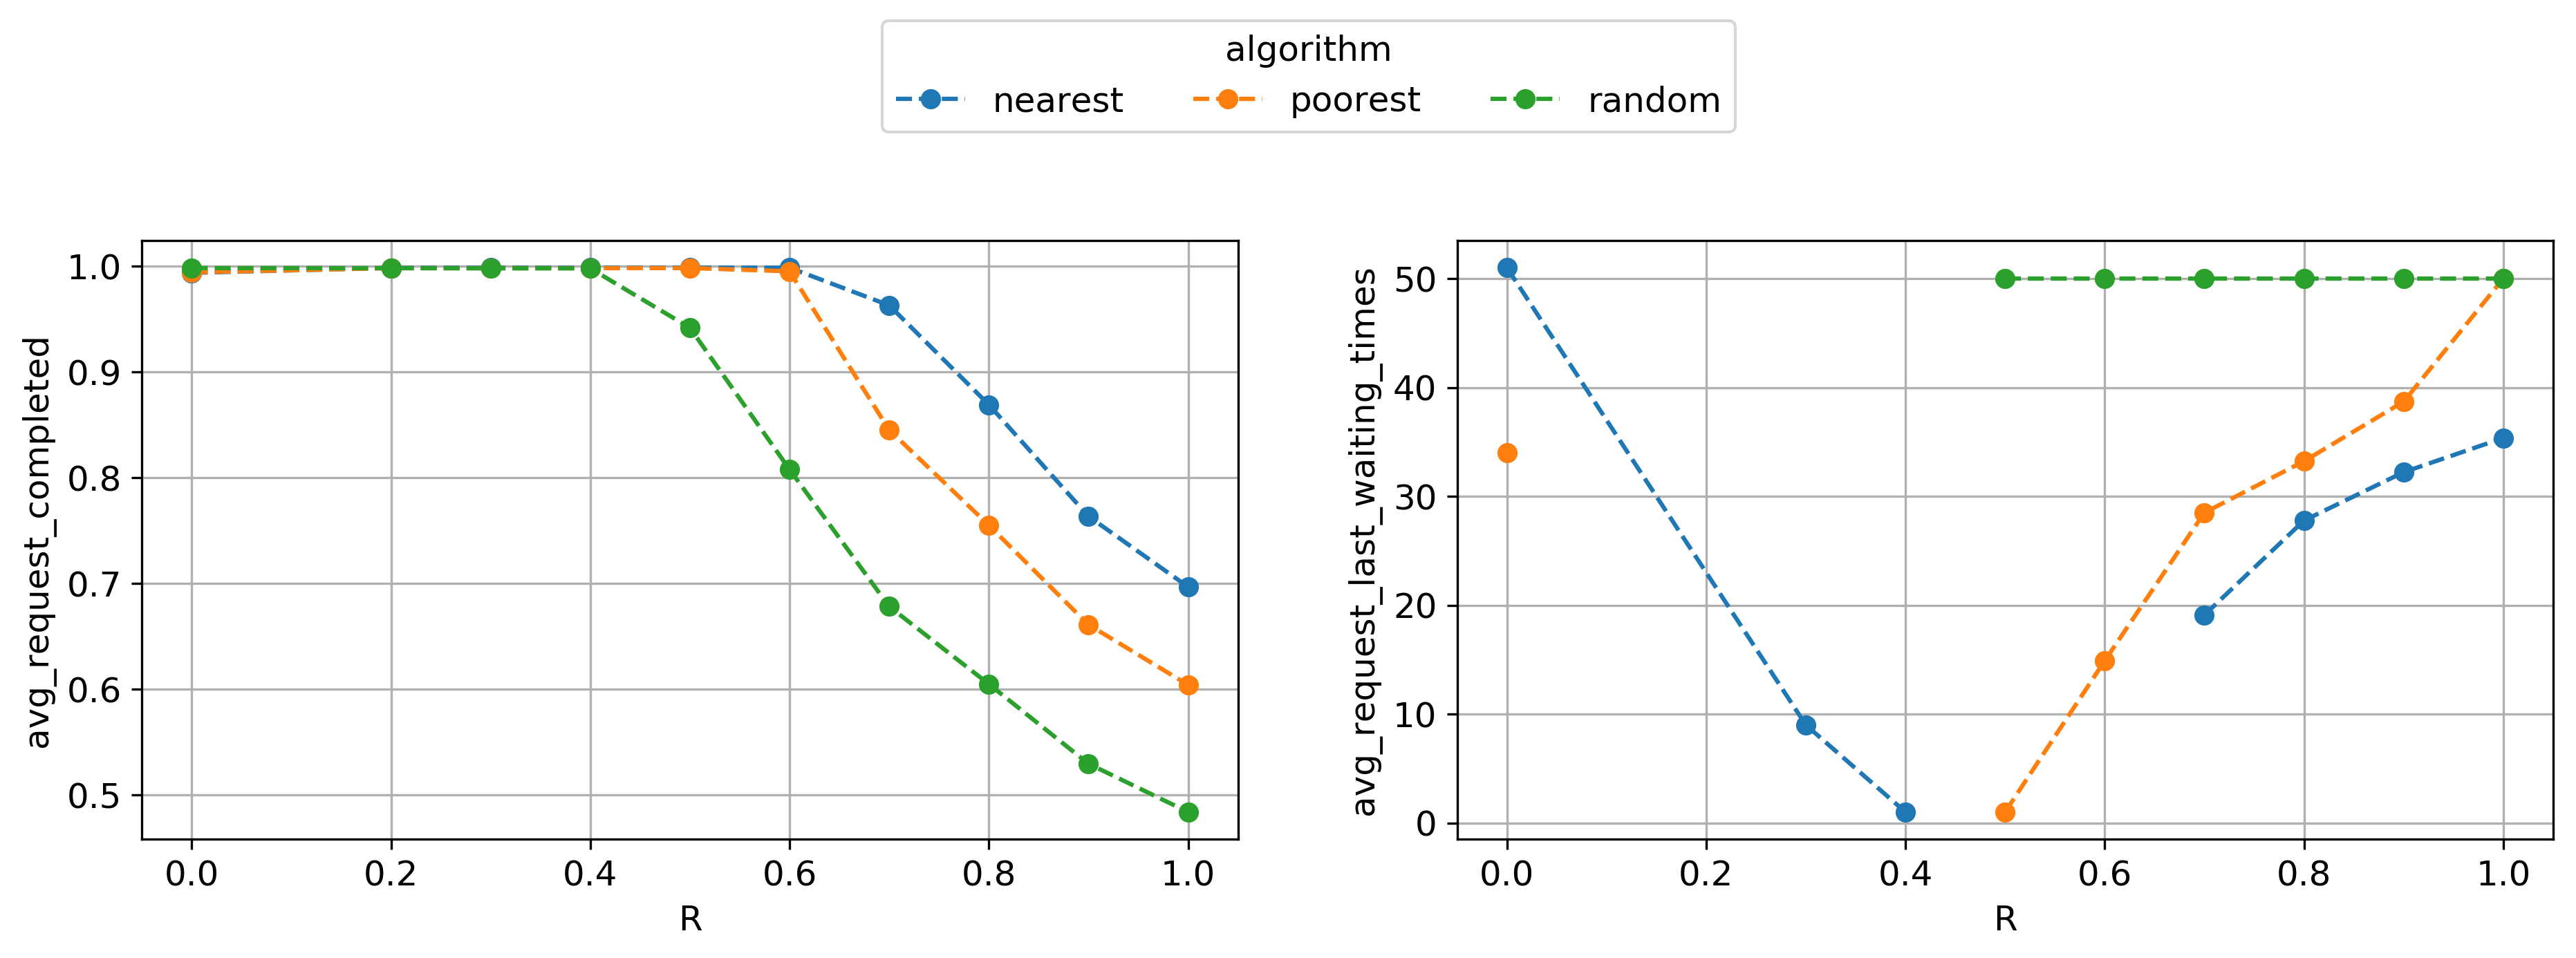 algorithm
nearest poorest random
avg_request_completed
1.0
0.9
0.8
0.7
0.6
0.5
0.0 0.2 0.4 0.6 0.8 1.0
R
avg_request_last_waiting_times
50
40
30
20
10
0
0.0 0.2 0.4 0.6 0.8 1.0
R